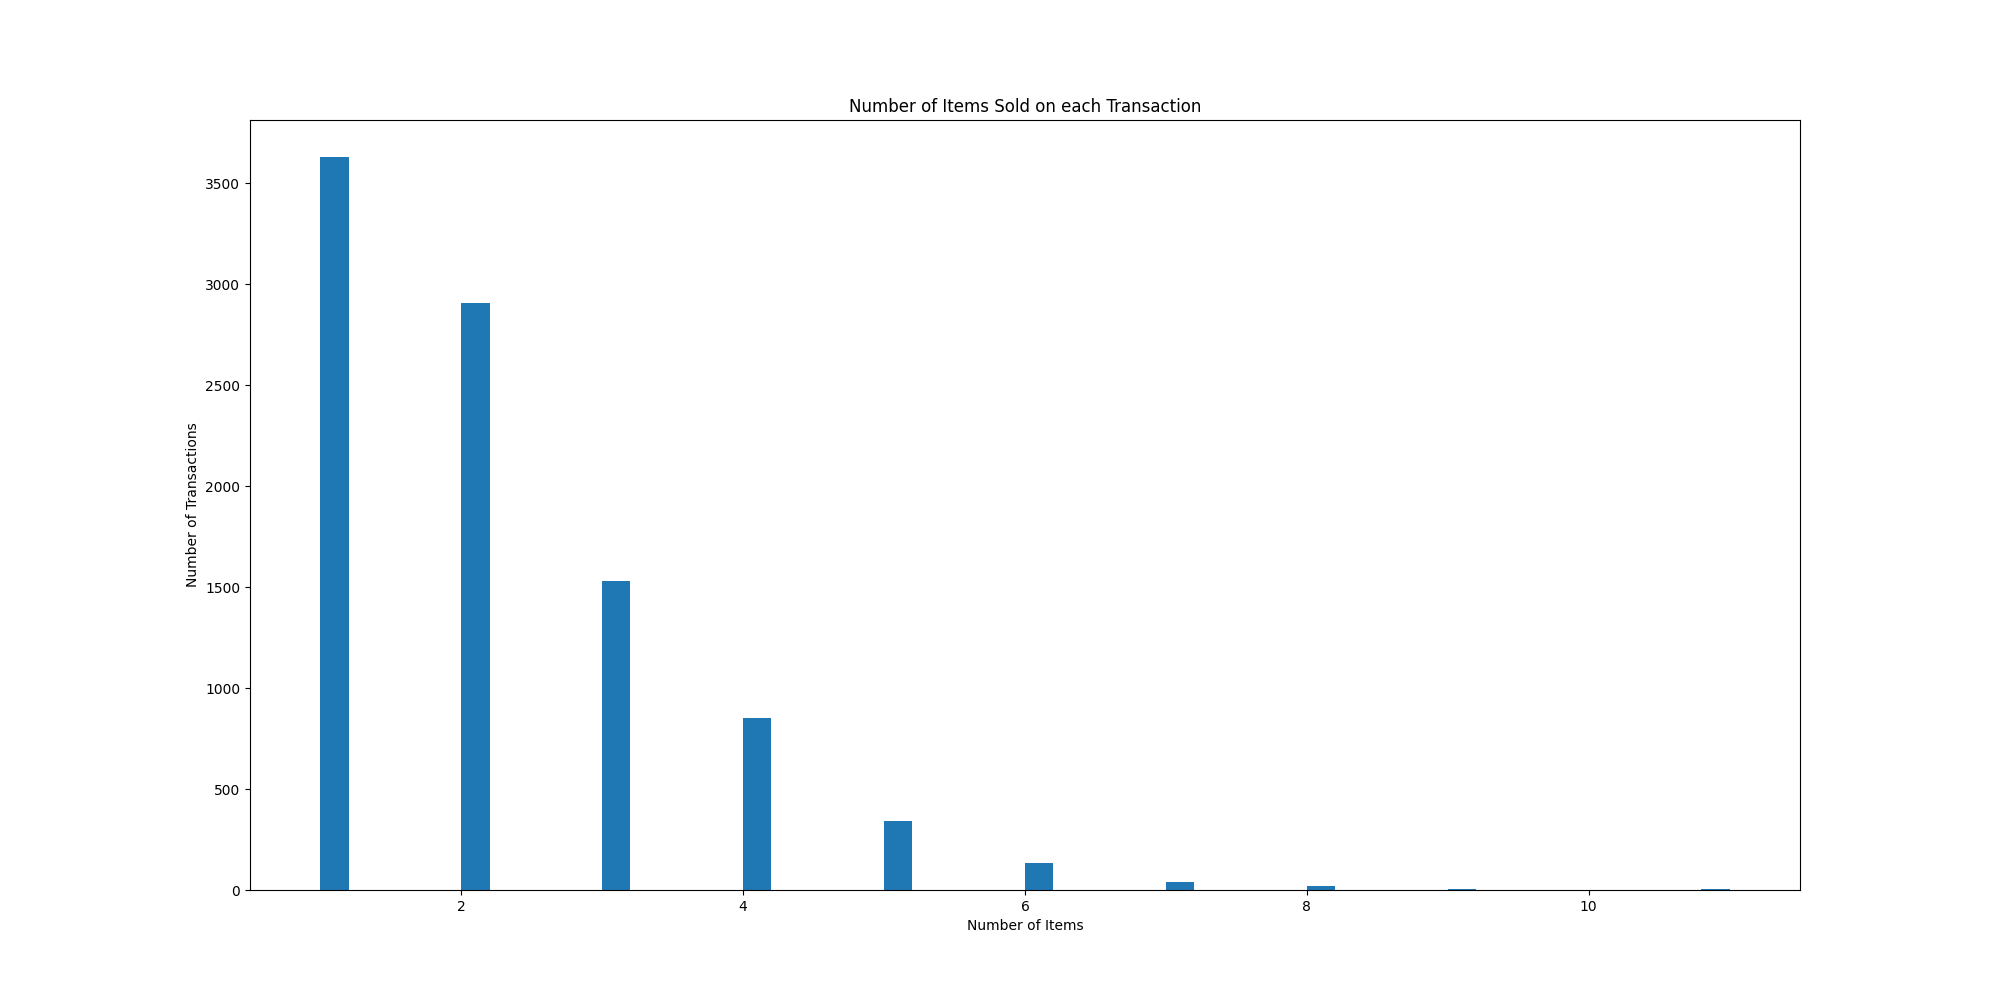 Number of Items Sold on each Transaction
3500
3000
2500
2000
1500
1000
500
0
Number of Transactions
2 4 6 8 10
Number of Items